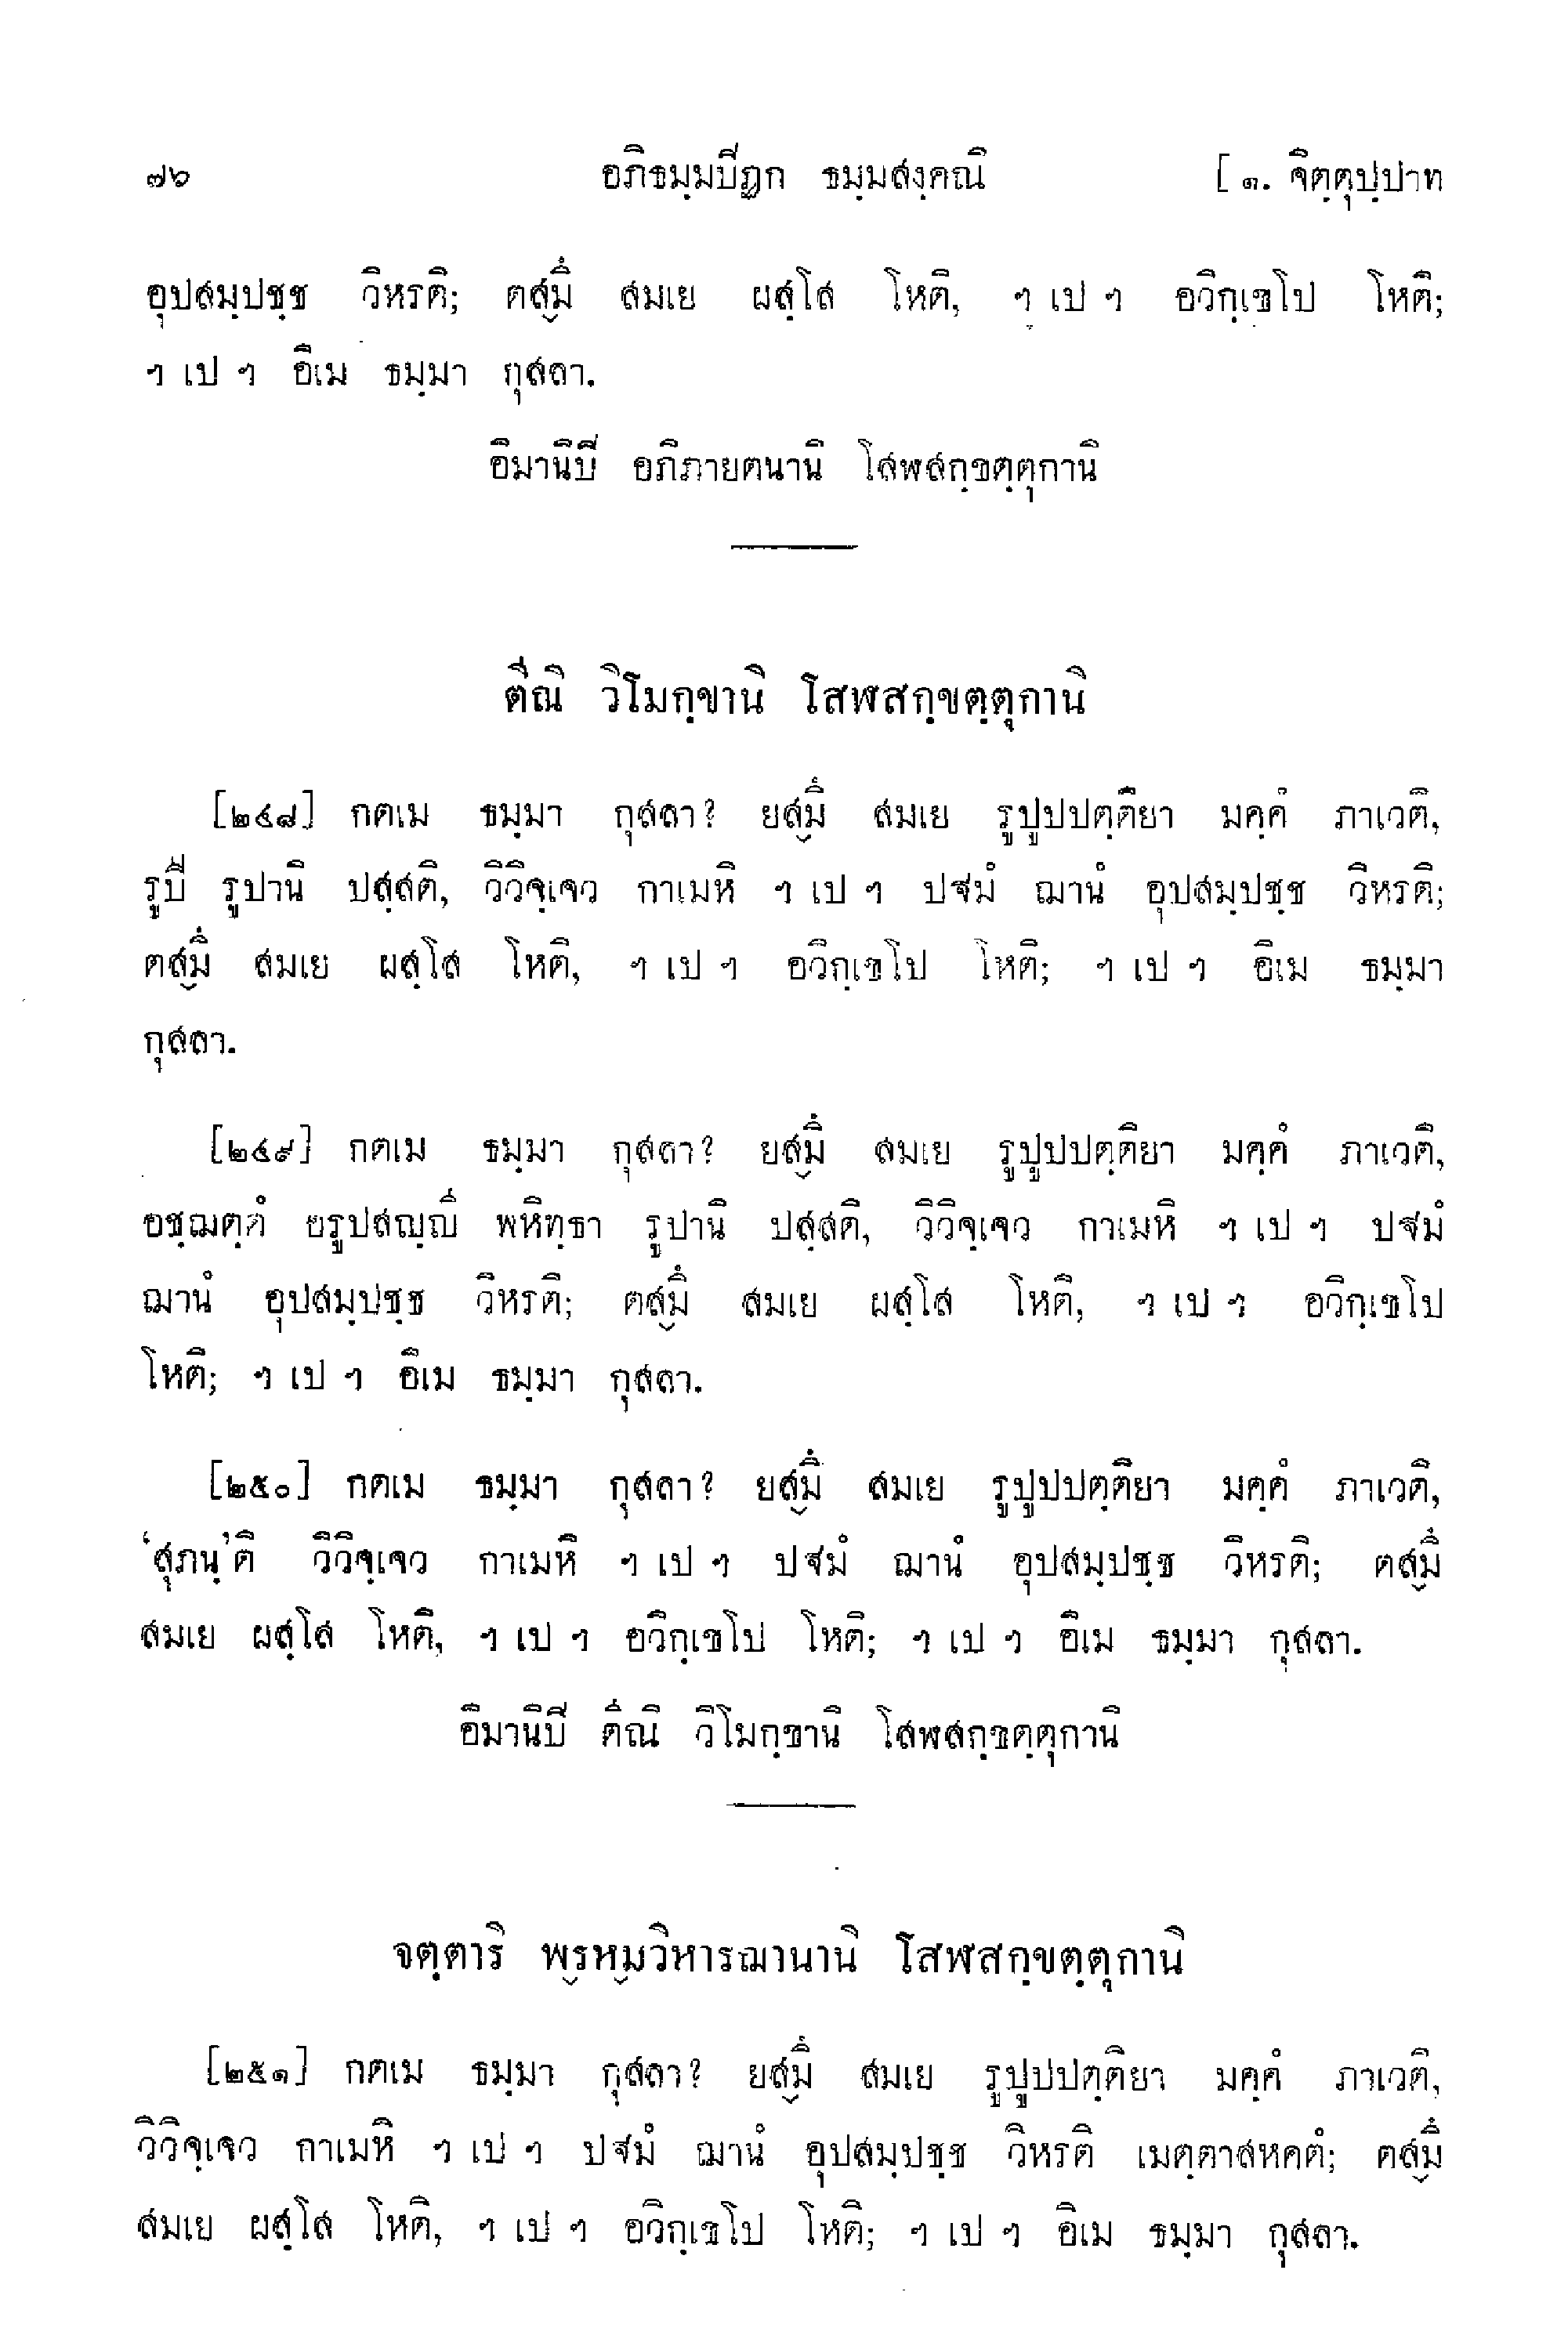 ๗๖ อภิธมฺมปีฏก ธมฺมสงฺคณิ [ ๑. จิตฺตุปฺปาท
อุปสมฺปชฺช วิหรติ; ตสฺมึ๎ สมเย ผสฺโส โหติ, ฯ เป ฯ อวิกฺเขโป โหติ;
ฯ เป ฯ อิเม ธมฺมา กุสลา.
อิมานิปี อภิภายตนานิ โสฬสกฺขตฺตุกานิ
ตีณิ วิโมกฺขานิ โสฬสกฺขตฺตุกานิ
[๒๔๘] กตเม ธมฺมา กุสลา? ยสฺมึ๎ สมเย รูปูปปตฺติยา มคฺคํ ภาเวติ,
รูปี รูปานิ ปสฺสติ, วิวิจฺเจว กาเมหิ ฯ เป ฯ ปฐมํ ฌานํ อุปสมฺปชฺช วิหรติ;
ตสฺมึ๎ สมเย ผสฺโส โหติ, ฯ เป ฯ อวิกฺเขโป โหติ; ฯ เป ฯ อิเม ธมฺมา
กุสลา.
[๒๔๙] กตเม ธมฺมา กุสลา? ยสฺมึ๎ สมเย รูปูปปตฺติยา มคฺคํ ภาเวติ,
อชฺฌตฺตํ อรูปสญฺญี พหิทฺธา รูปานิ ปสฺสติ, วิวิจฺเจว กาเมหิ ฯ เป ฯ ปฐมํ
ฌานํ อุปสมฺปชฺช วิหรติ; ตสฺมึ๎ สมเย ผสฺโส โหติ, ฯ เป ฯ อวิกฺเขโป
โหติ; ฯ เป ฯ อิเม ธมฺมา กุสลา.
[๒๕๐] กตเม ธมฺมา กุสลา? ยสฺมึ๎ สมเย รูปูปปตฺติยา มคฺคํ ภาเวติ,
‘สุภนฺ’ติ วิวิจฺเจว กาเมหิ ฯ เป ฯ ปฐมํ ฌานํ อุปสมฺปชฺช วิหรติ; ตสฺมึ๎
สมเย ผสฺโส โหติ, ฯ เป ฯ อวิกฺเขโป โหติ; ฯ เป ฯ อิเม ธมฺมา กุสลา.
อิมานิปี ตีณิ วิโมกฺขานิ โสฬสกฺขตฺตุกานิ
จตฺตาริ พฺร๎หฺม๎วิหารฌานานิ โสฬสกฺขตฺตุกานิ
[๒๕๑] กตเม ธมฺมา กุสลา? ยสฺมึ๎ สมเย รูปูปปตฺติยา มคฺคํ ภาเวติ,
วิวิจฺเจว กาเมหิ ฯ เป ฯ ปฐมํ ฌานํ อุปสมฺปชฺช วิหรติ เมตฺตาสหคตํ; ตสฺมึ๎
สมเย ผสฺโส โหติ, ฯ เป ฯ อวิกฺเขโป โหติ; ฯ เป ฯ อิเม ธมฺมา กุสลา.